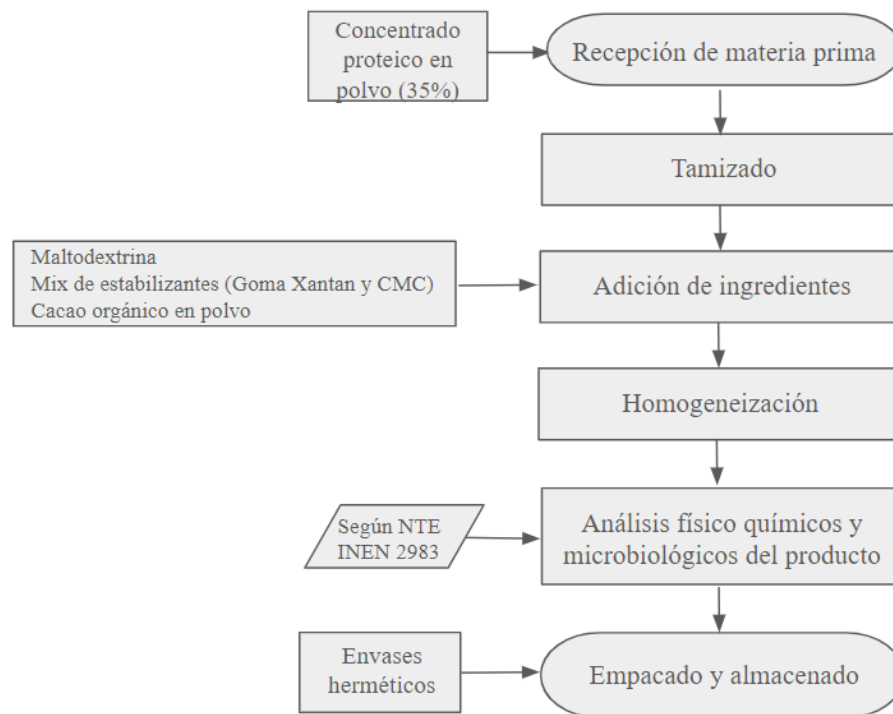 Concentrado
proteico en
polvo (35%)
Recepción de materia prima
Tamizado
Maltodextrina
Mix de estabilizantes (Goma Xantan y CMC)
Cacao orgánico en polvo
Adición de ingredientes
Homogeneización
Según NTE
INEN 2983
Análisis físico químicos y
microbiológicos del producto
Envases
herméticos
Empacado y almacenado